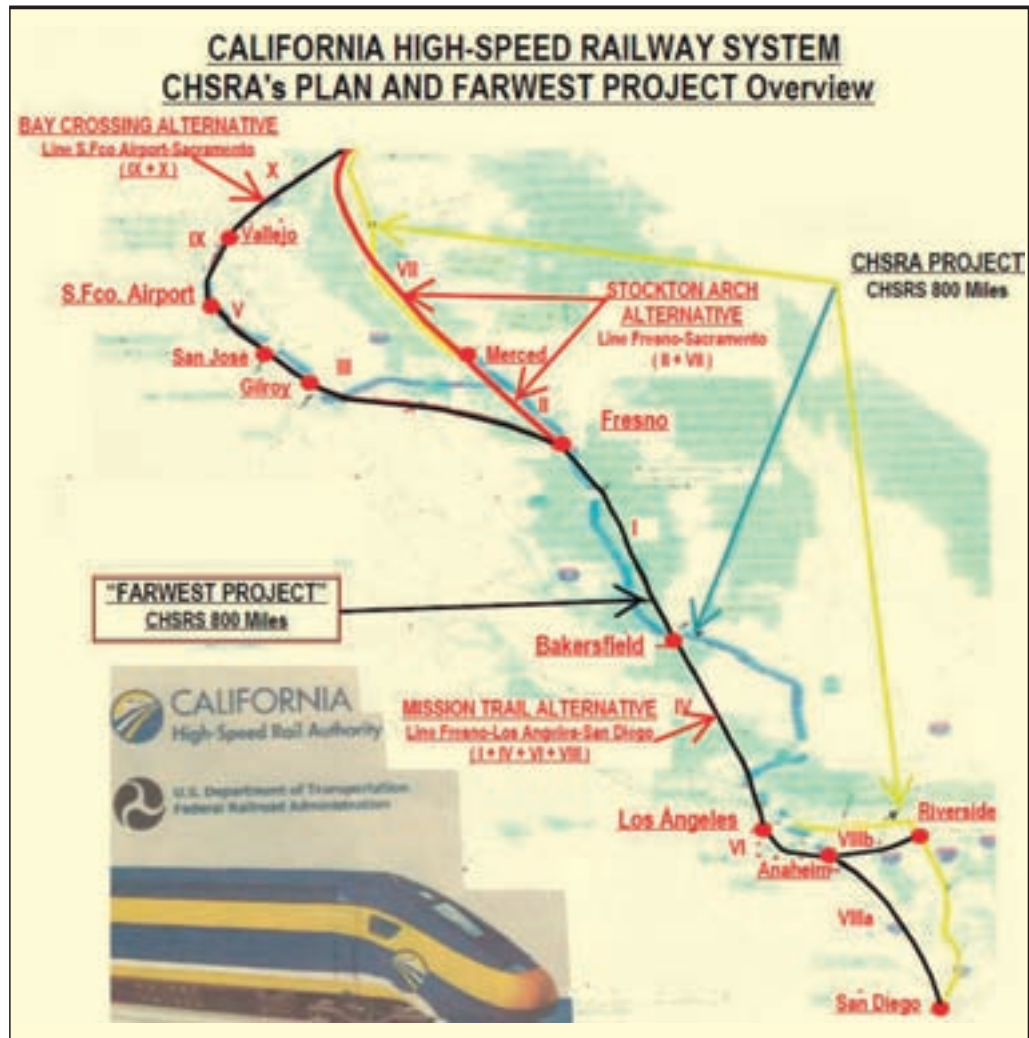 CALIFORNIA HIGH-SPEED RAILWAY SYSTEM
CHSRA's PLAN AND FARWEST PROJECT Overview
BAY CROSSING ALTERNATIVE
Line S.Fco Airport-Sacramento
( IX + X )
X
IX
Vallejo
VII
CHSRA PROJECT
CHSRS 800 Miles
S.Fco. Airport
V
STOCKTON ARCH
ALTERNATIVE
Line Fresno-Sacramento
( II + VII )
San José
Merced
Gilroy
III
II
Fresno
I
"FARWEST PROJECT"
CHSRS 800 Miles
Bakersfield
CALIFORNIA
High-Speed Rail Authority
MISSION TRAIL ALTERNATIVE
IV
Line Fresno-Los Angeles-San Diego
( I + IV + VI + VIII )
U.S. Department of Transportation
Federal Railroad Administration
Los Angeles
Riverside
VI
VIIIb
Anaheim
VIIIa
San Diego